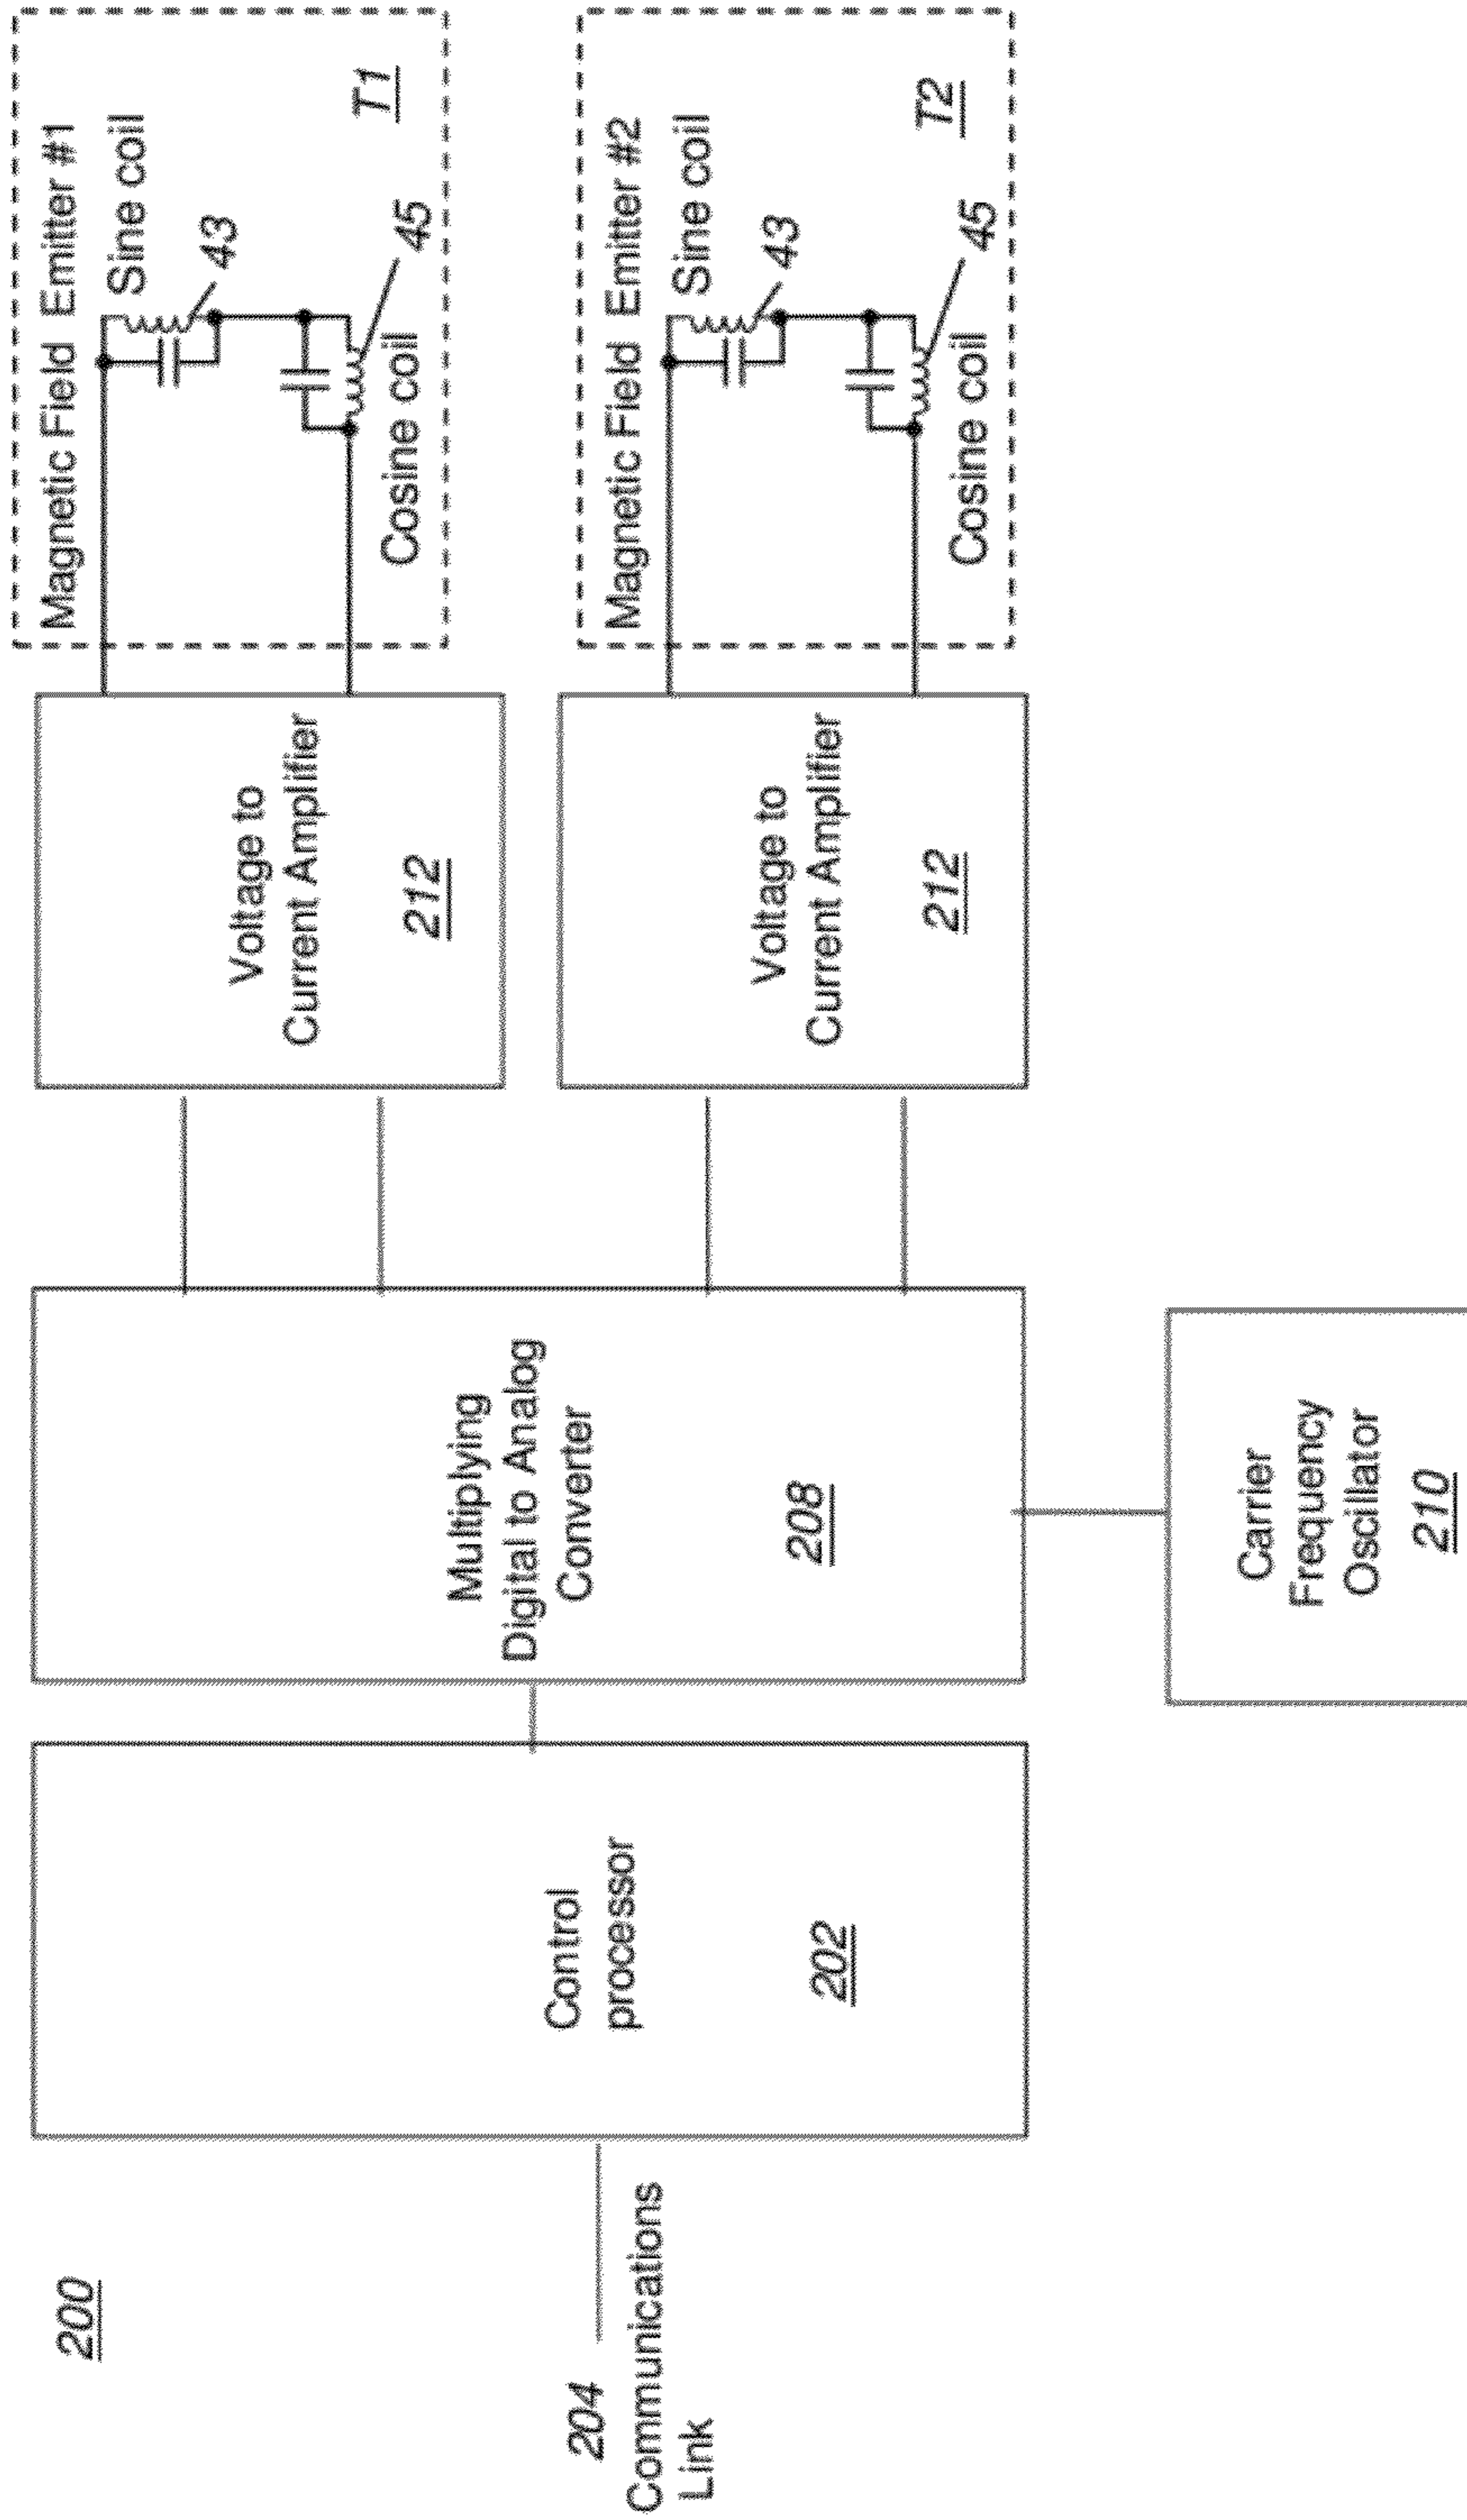 200
204
Communications
Link
Control
processor
202
Multiplying
Digital to Analog
Converter
208
Carrier
Frequency
Oscillator
210
Voltage to
Current Amplifier
212
Voltage to
Current Amplifier
212
Magnetic Field Emitter #1
Sine coil
43
45
Cosine coil
T1
Magnetic Field Emitter #2
Sine coil
43
45
Cosine coil
T2